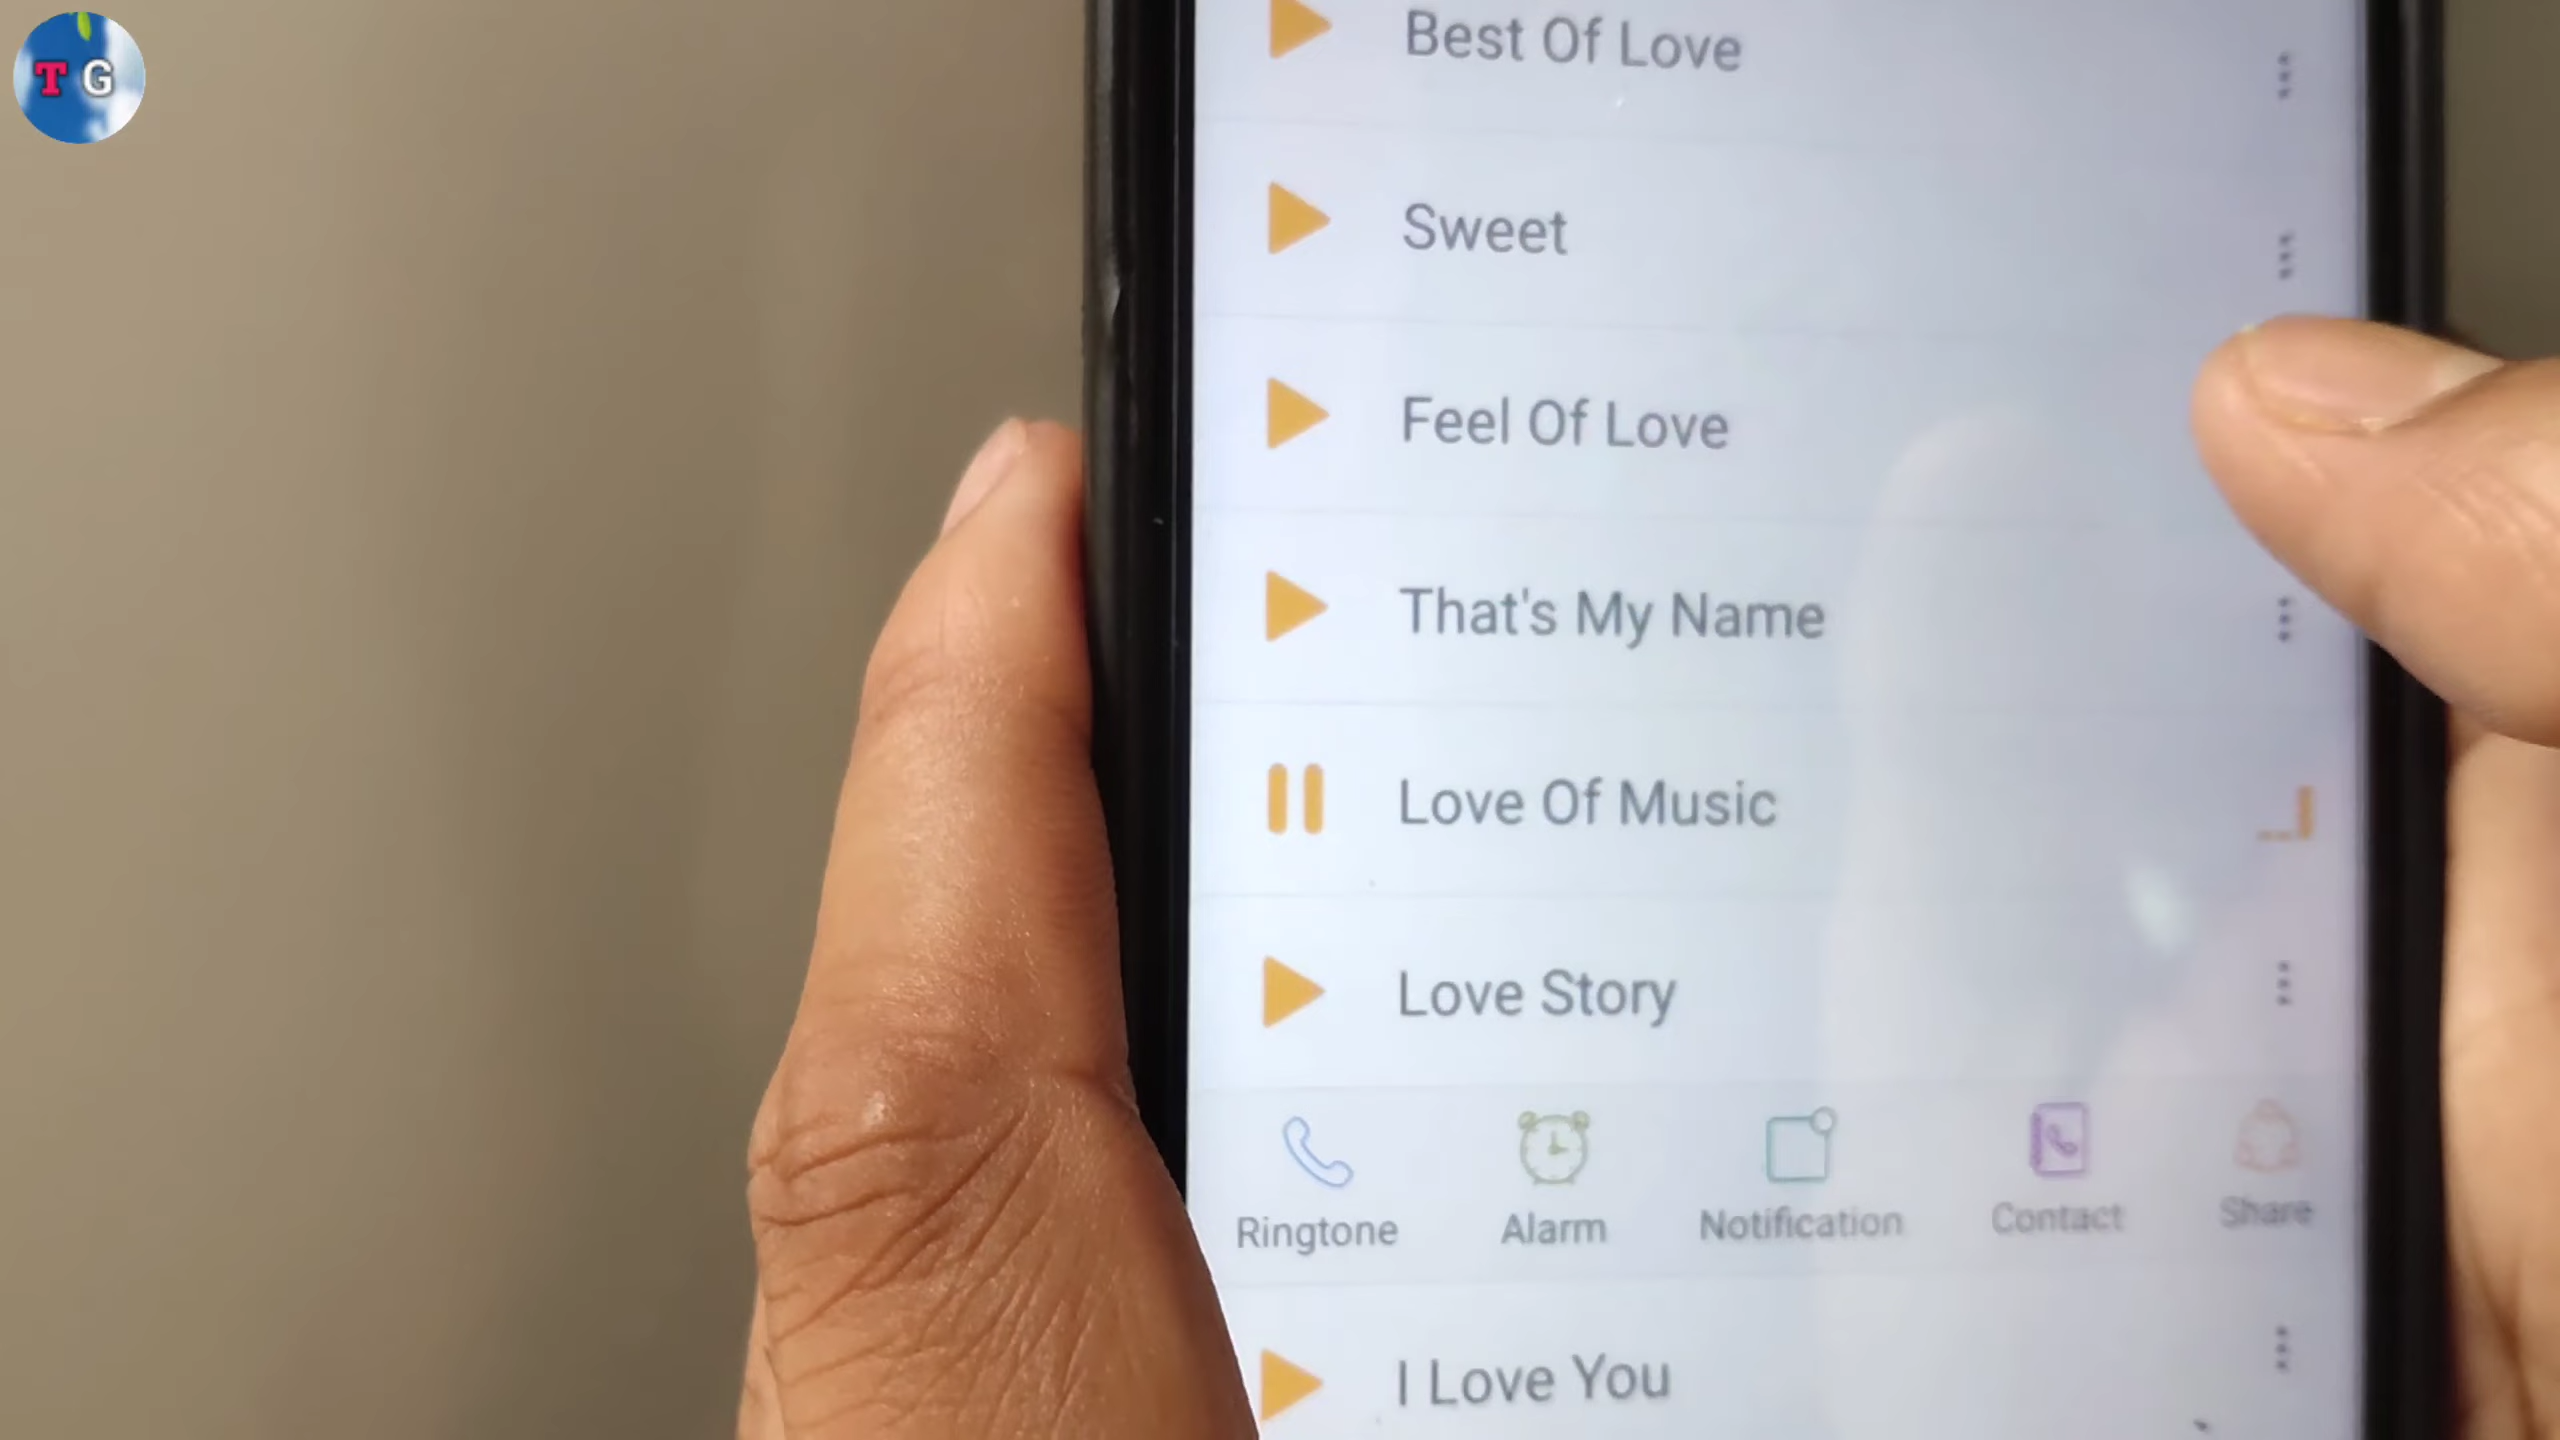 T G
Best Of Love
Sweet
Feel Of Love
That's My Name
Love Of Music
Love Story
Ringtone Alarm Notification Contact Share
I Love You